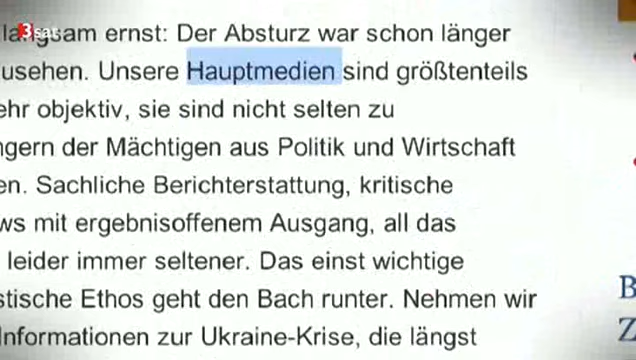 3sat
langsam ernst: Der Absturz war schon länger
usehen. Unsere Hauptmedien sind größtenteils
ehr objektiv, sie sind nicht selten zu
ngern der Mächtigen aus Politik und Wirtschaft
en. Sachliche Berichterstattung, kritische
ws mit ergebnisoffenem Ausgang, all das
leider immer seltener. Das einst wichtige
stische Ethos geht den Bach runter. Nehmen wir
Informationen zur Ukraine-Krise, die längst
B
Z